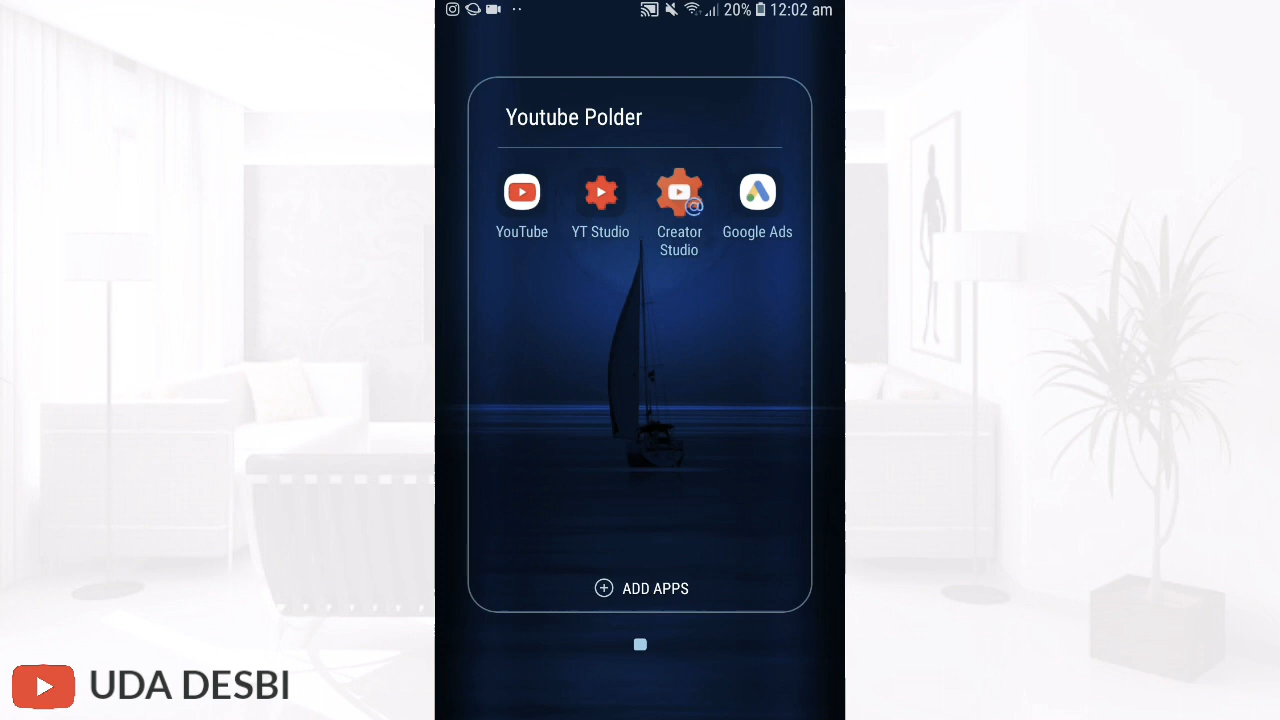 20% 12:02 am
Youtube Polder
YouTube
YT Studio
Creator Studio
Google Ads
ADD APPS
UDA DESBI